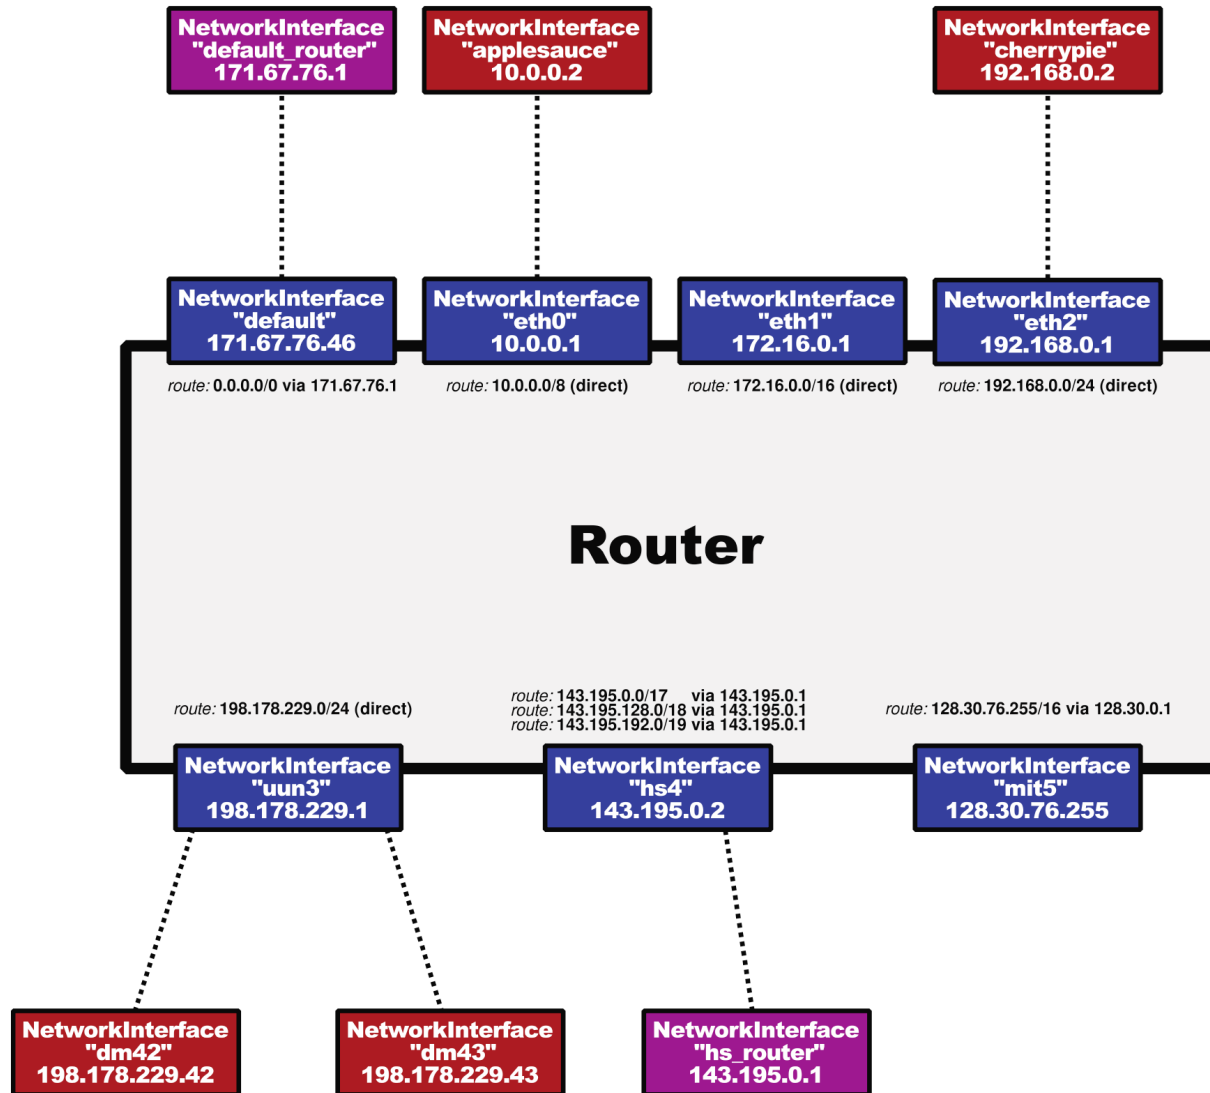 NetworkInterface
"default_router"
171.67.76.1
NetworkInterface
"applesauce"
10.0.0.2
NetworkInterface
"cherrypie"
192.168.0.2
NetworkInterface
"default"
171.67.76.46
NetworkInterface
"eth0"
10.0.0.1
NetworkInterface
"eth1"
172.16.0.1
NetworkInterface
"eth2"
192.168.0.1
route: 0.0.0.0/0 via 171.67.76.1
route: 10.0.0.0/8 (direct)
route: 172.16.0.0/16 (direct)
route: 192.168.0.0/24 (direct)
Router
route: 198.178.229.0/24 (direct)
route: 143.195.0.0/17 via 143.195.0.1
route: 143.195.128.0/18 via 143.195.0.1
route: 143.195.192.0/19 via 143.195.0.1
route: 128.30.76.255/16 via 128.30.0.1
NetworkInterface
"uun3"
198.178.229.1
NetworkInterface
"hs4"
143.195.0.2
NetworkInterface
"mit5"
128.30.76.255
NetworkInterface
"dm42"
198.178.229.42
NetworkInterface
"dm43"
198.178.229.43
NetworkInterface
"hs_router"
143.195.0.1